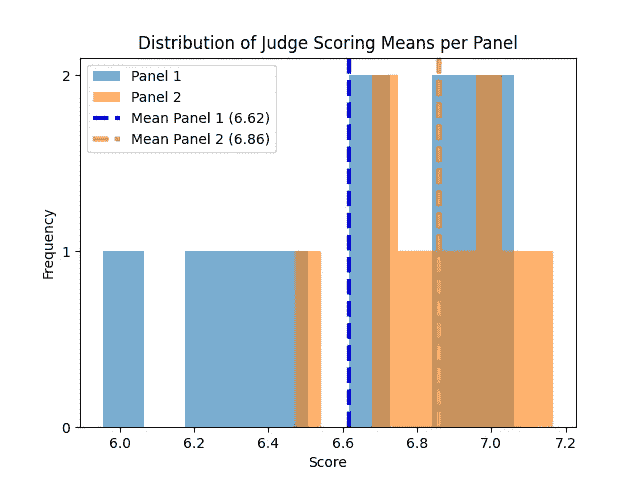 Distribution of Judge Scoring Means per Panel
Panel 1
Panel 2
Mean Panel 1 (6.62)
Mean Panel 2 (6.86)
2
1
0
Frequency
6.0 6.2 6.4 6.6 6.8 7.0 7.2
Score